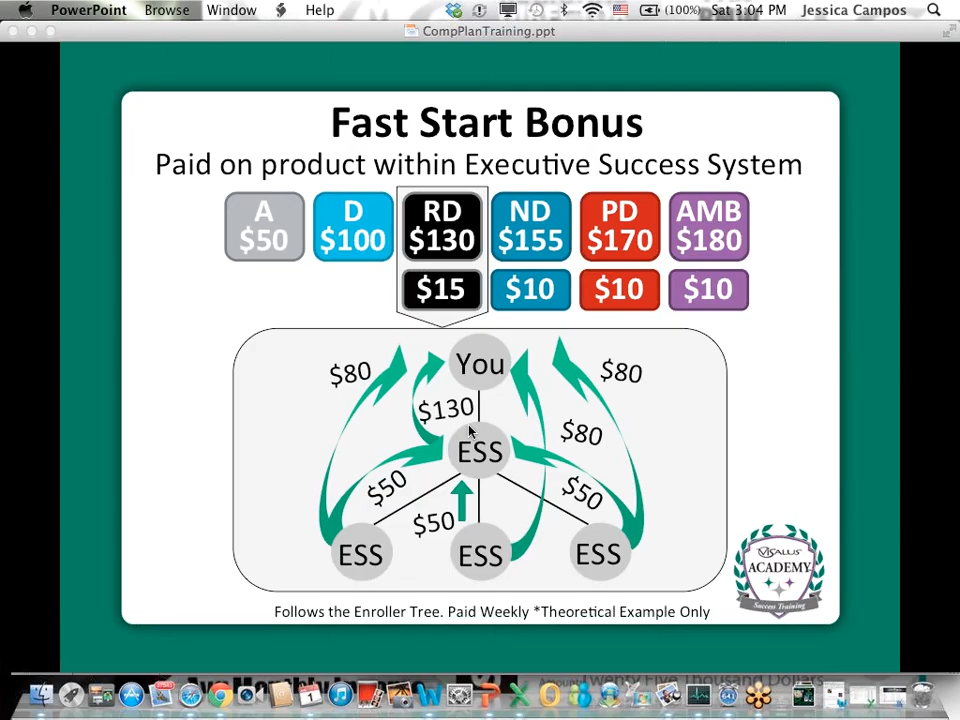 PowerPoint Browse Window Help (100%) Sat 3:04 PM Jessica Campos
CompPlanTraining.ppt
Fast Start Bonus
Paid on product within Executive Success System
A D RD ND PD AMB
$50 $100 $130 $155 $170 $180
$15 $10 $10 $10
You
$80 $80
$130
$80
ESS
$50 $50
$50
ESS ESS ESS
VISALUS
ACADEMY
Success Training
Follows the Enroller Tree. Paid Weekly *Theoretical Example Only